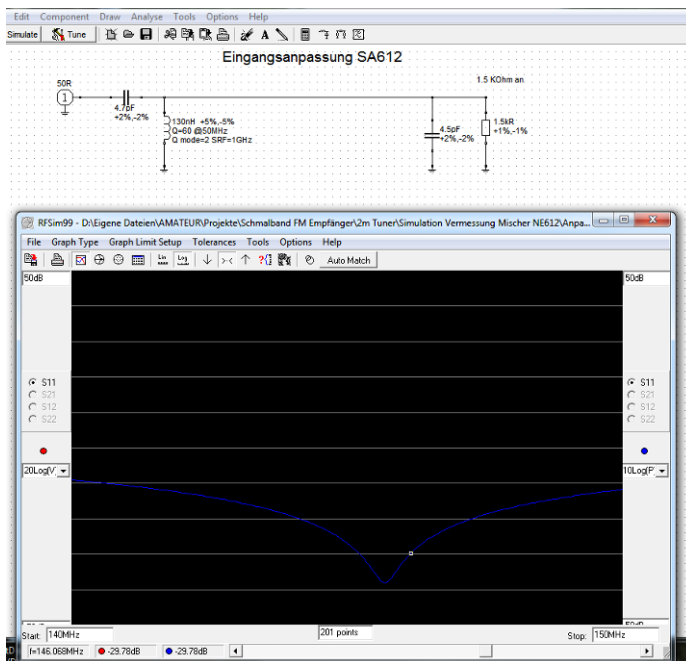 Edit Component Draw Analyse Tools Options Help
Simulate Tune
Eingangsanpassung SA612
1.5 KOhm an
50R
1
4.7pF
+2%,-2%
130nH +5%,-5%
Q=60 @50MHz
Q mode=2 SRF=1GHz
4.5pF
+2%,-2%
1.5kR
+1%,-1%
RFSim99 - D:\Eigene Dateien\AMATEUR\Projekte\Schmalband FM Empfänger\2m Tuner\Simulation Vermessung Mischer NE612\Anpa...
File Graph Type Graph Limit Setup Tolerances Tools Options Help
Lin Log Auto Match
50dB 50dB
S11 S11
S21 S21
S12 S12
S22 S22
20Log(V) 10Log(P)
Start: 140MHz 201 points Stop: 150MHz
f=146.068MHz -29.78dB -29.78dB